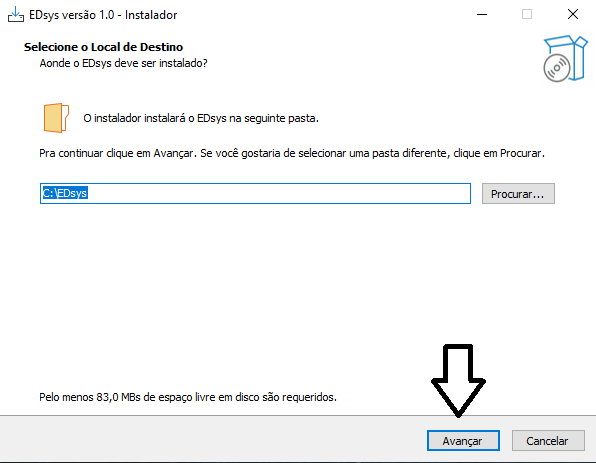 EDsys versão 1.0 - Instalador
Selecione o Local de Destino
Aonde o EDsys deve ser instalado?
O instalador instalará o EDsys na seguinte pasta.
Pra continuar clique em Avançar. Se você gostaria de selecionar uma pasta diferente, clique em Procurar.
C:\EDsys
Procurar...
Pelo menos 83,0 MBs de espaço livre em disco são requeridos.
Avançar
Cancelar